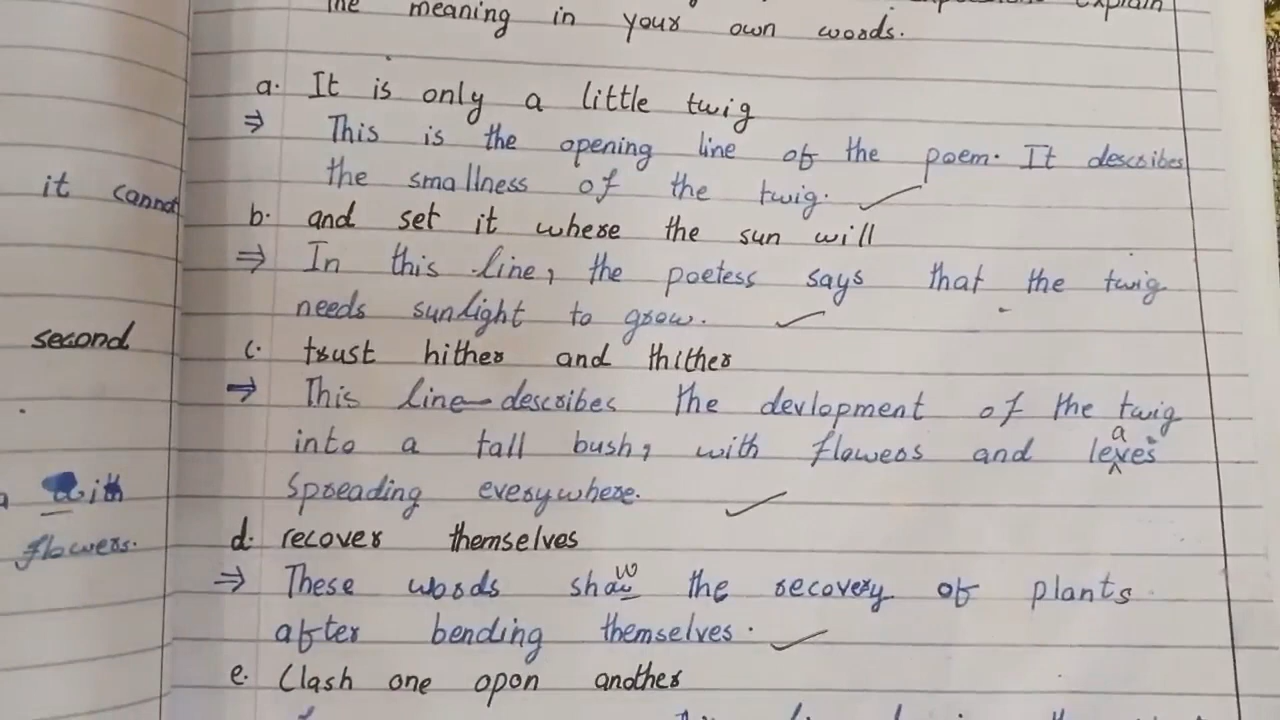 the meaning in your own words. explain
a. It is only a little twig
⇒ This is the opening line of the poem. It describes
the smallness of the twig.
b. and set it where the sun will
⇒ In this line, the poetess says that the twig
needs sunlight to grow.
c. trust hither and thither
⇒ This line describes the devlopment of the twig
into a tall bush, with flowers and leaves
Spreading everywhere.
d. recover themselves
⇒ These words show the recovery of plants
after bending themselves.
e. Clash one opon another
it cannot
second
with
flowers.